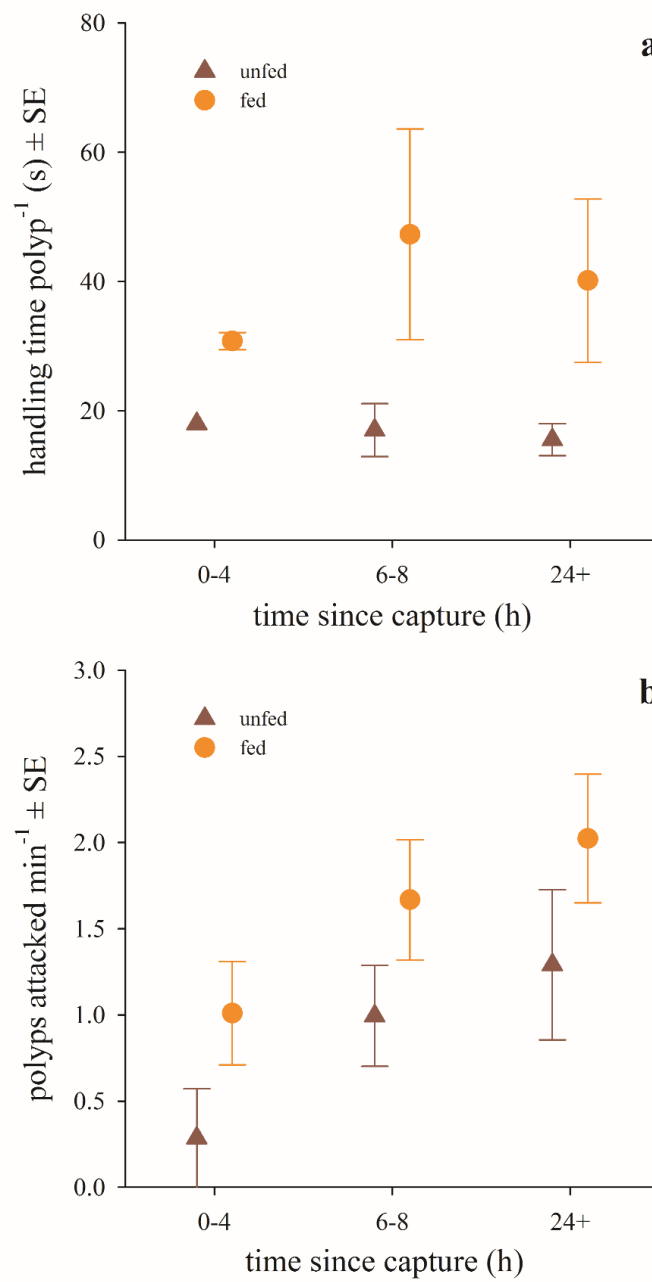 a
80
unfed
fed
60
40
20
0
handling time polyp⁻¹ (s) ± SE
0-4 6-8 24+
time since capture (h)
b
3.0
unfed
fed
2.5
2.0
1.5
1.0
0.5
0.0
polyps attacked min⁻¹ ± SE
0-4 6-8 24+
time since capture (h)